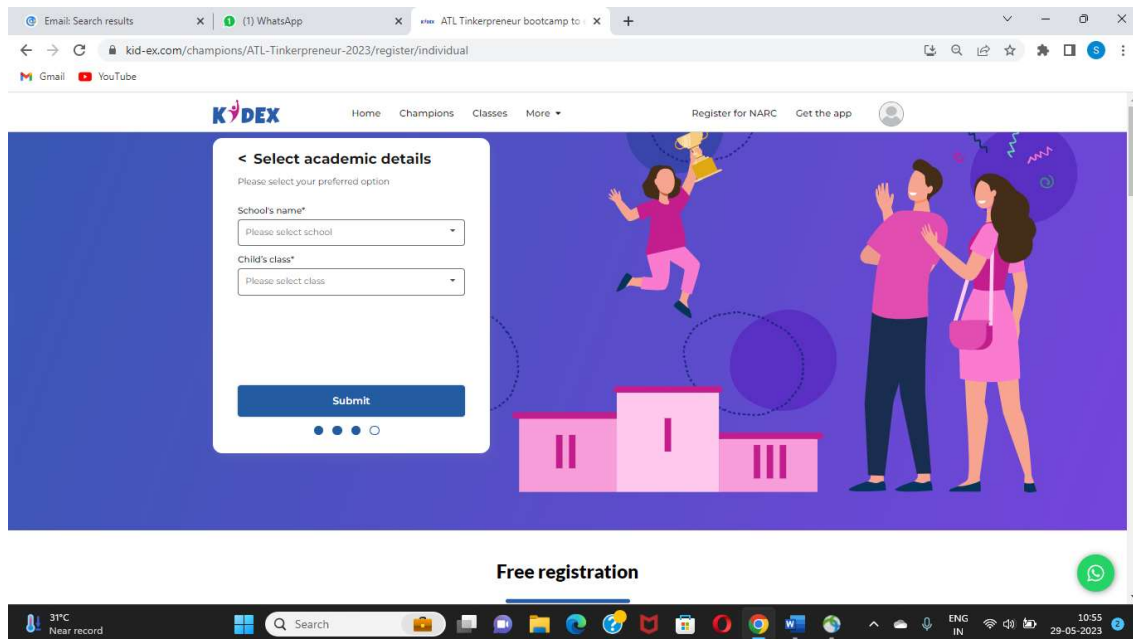 Email: Search results
(1) WhatsApp
ATL Tinkerpreneur bootcamp to
kid-ex.com/champions/ATL-Tinkerpreneur-2023/register/individual
S
Gmail
YouTube
KIDEX
Home Champions Classes More
Register for NARC Get the app
< Select academic details
Please select your preferred option
School's name*
Please select school
Child's class*
Please select class
Submit
II
I
III
Free registration
31°C
Near record
Search
ENG
IN
10:55
29-05-2023
2